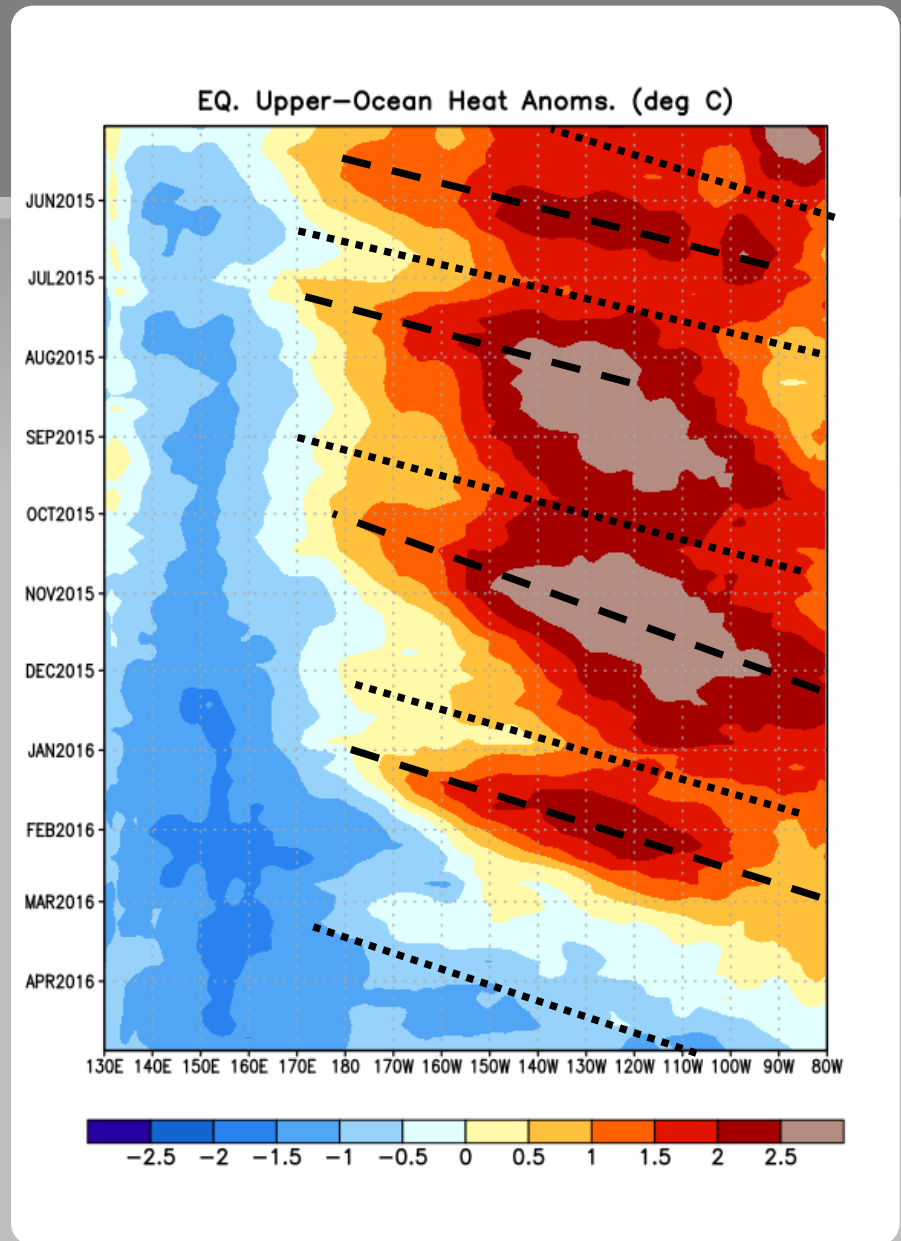 EQ. Upper-Ocean Heat Anoms. (deg C)
JUN2015
JUL2015
AUG2015
SEP2015
OCT2015
NOV2015
DEC2015
JAN2016
FEB2016
MAR2016
APR2016
130E 140E 150E 160E 170E 180 170W 160W 150W 140W 130W 120W 110W 100W 90W 80W
-2.5 -2 -1.5 -1 -0.5 0 0.5 1 1.5 2 2.5